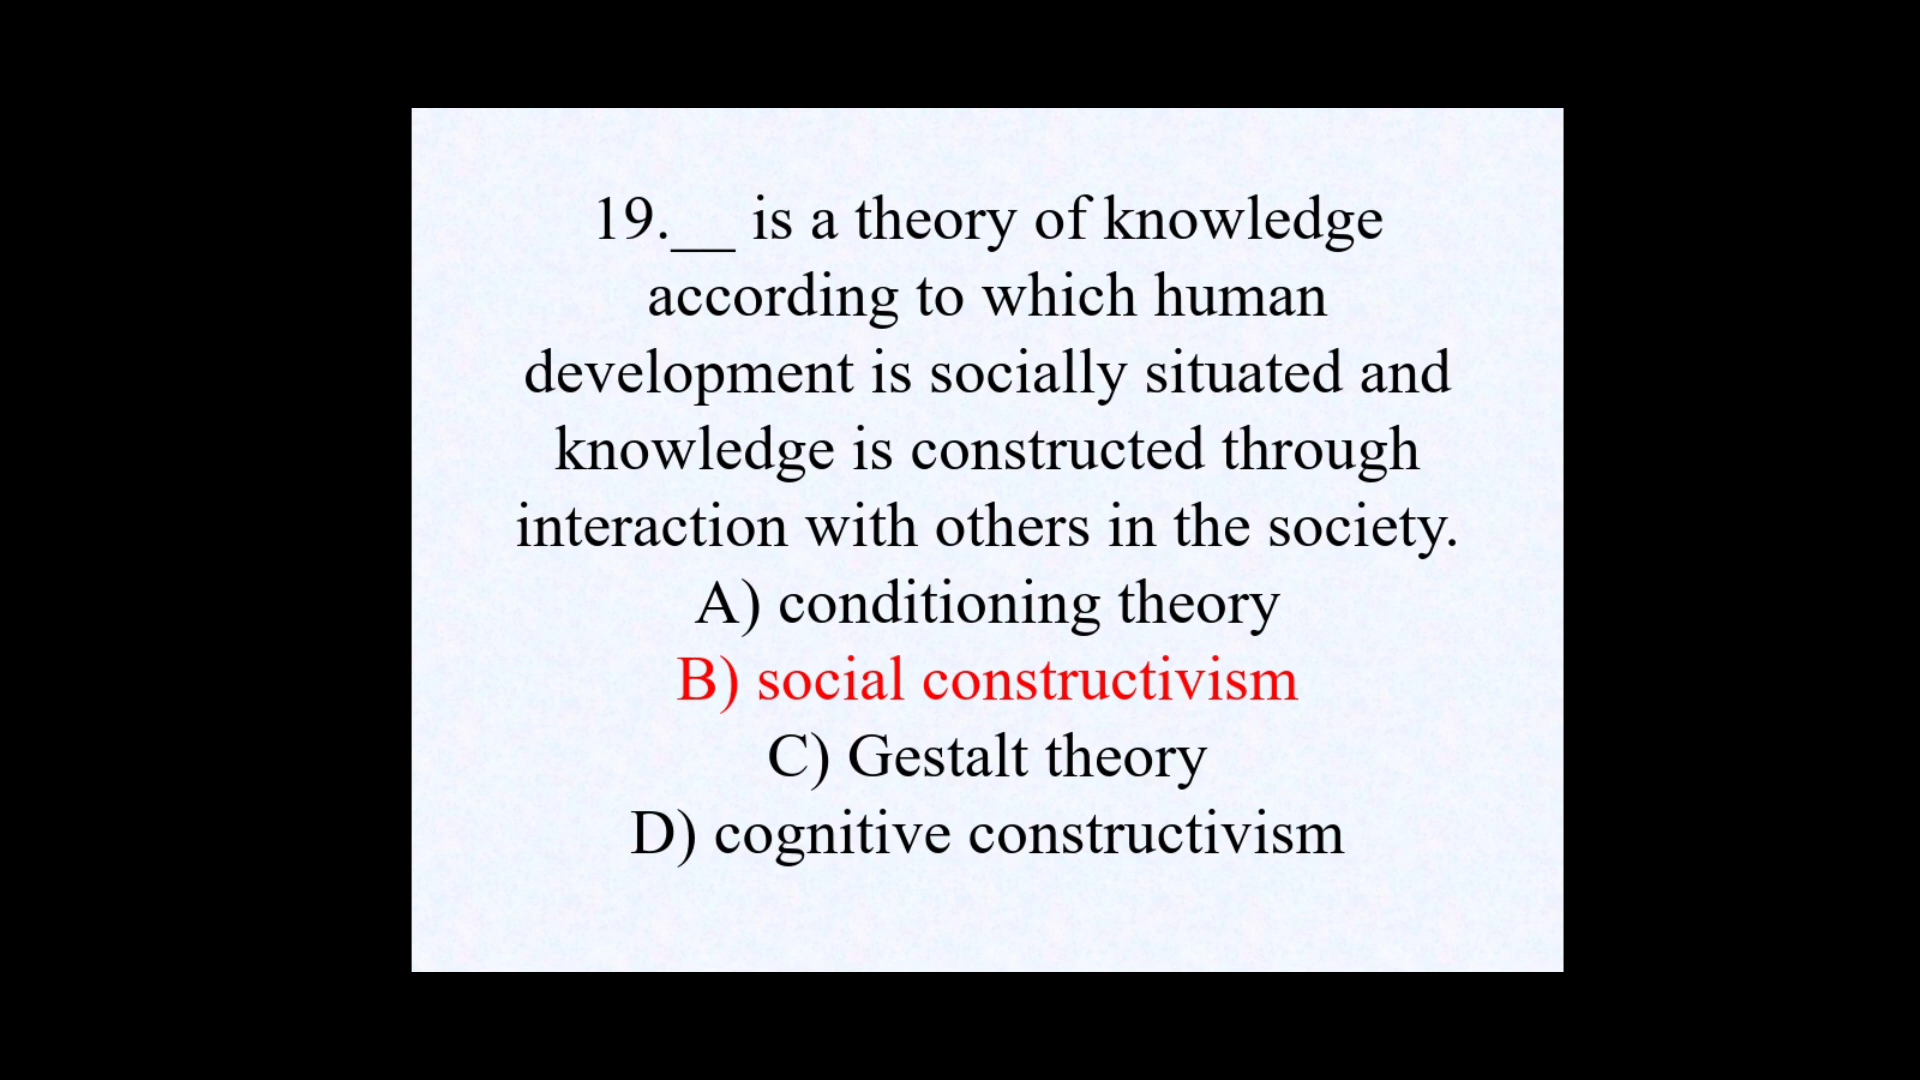 19.__ is a theory of knowledge
according to which human
development is socially situated and
knowledge is constructed through
interaction with others in the society.
A) conditioning theory
B) social constructivism
C) Gestalt theory
D) cognitive constructivism